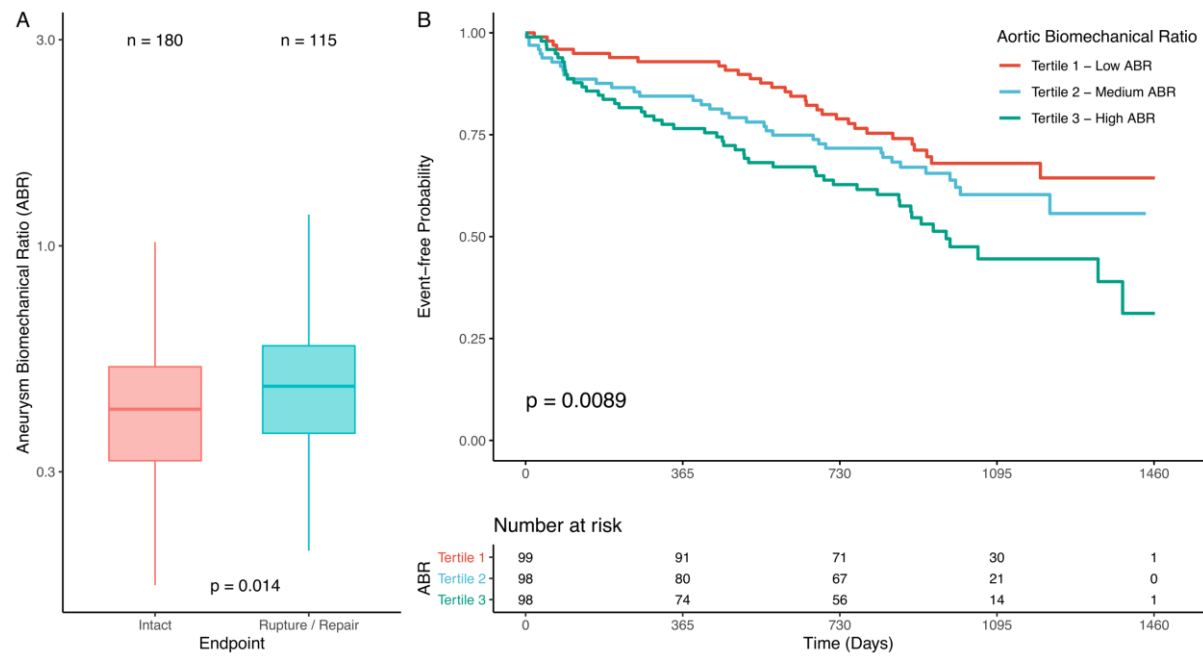 A
n = 180
n = 115
3.0
1.0
0.3
Aneurysm Biomechanical Ratio (ABR)
p = 0.014
Intact
Rupture / Repair
Endpoint
B
Aortic Biomechanical Ratio
Tertile 1 – Low ABR
Tertile 2 – Medium ABR
Tertile 3 – High ABR
1.00
0.75
0.50
0.25
0.00
Event–free Probability
p = 0.0089
0 365 730 1095 1460
Number at risk
ABR
Tertile 1 99 91 71 30 1
Tertile 2 98 80 67 21 0
Tertile 3 98 74 56 14 1
0 365 730 1095 1460
Time (Days)